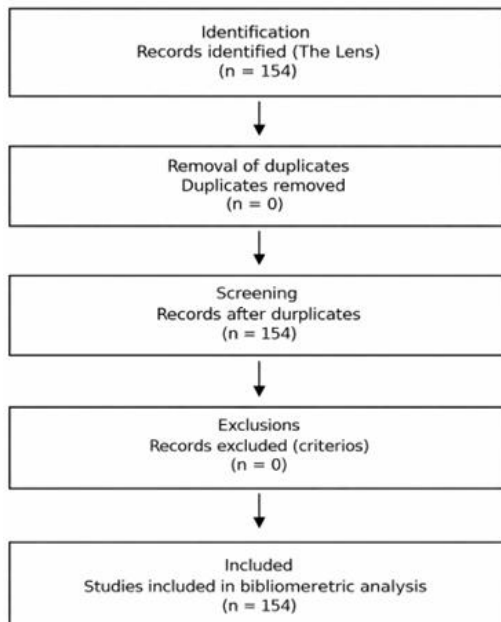 Identification
Records identified (The Lens)
(n = 154)
Removal of duplicates
Duplicates removed
(n = 0)
Screening
Records after durplicates
(n = 154)
Exclusions
Records excluded (criterios)
(n = 0)
Included
Studies included in bibliomeretric analysis
(n = 154)